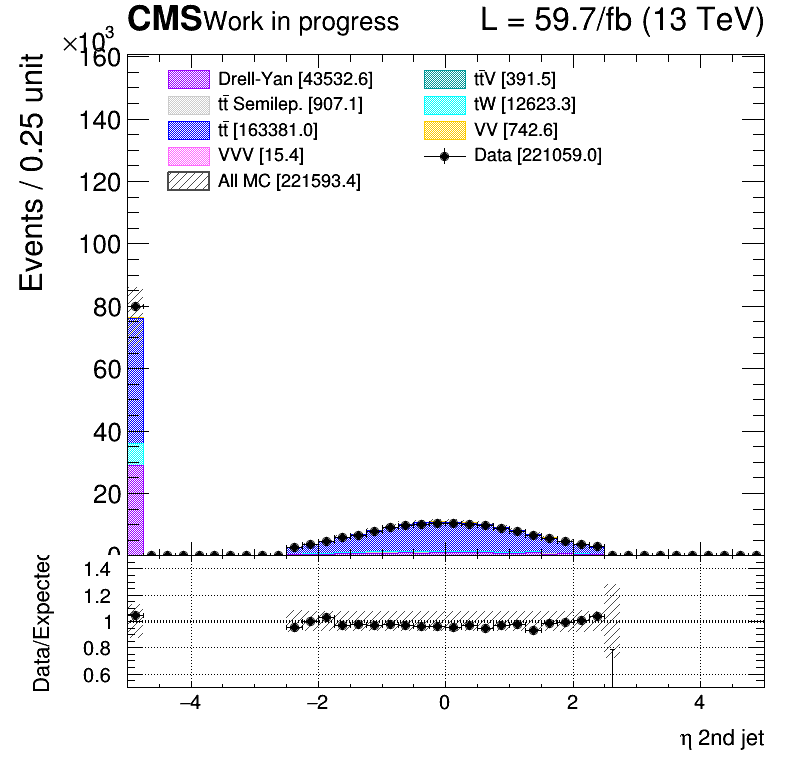 CMS Work in progress L = 59.7/fb (13 TeV)
×10³
Events / 0.25 unit
160
140
120
100
80
60
40
20
0
Drell-Yan [43532.6]
tt̄ Semilep. [907.1]
tt̄ [163381.0]
VVV [15.4]
All MC [221593.4]
tt̄V [391.5]
tW [12623.3]
VV [742.6]
Data [221059.0]
Data/Expected
1.4
1.2
1
0.8
0.6
−4 −2 0 2 4
η 2nd jet